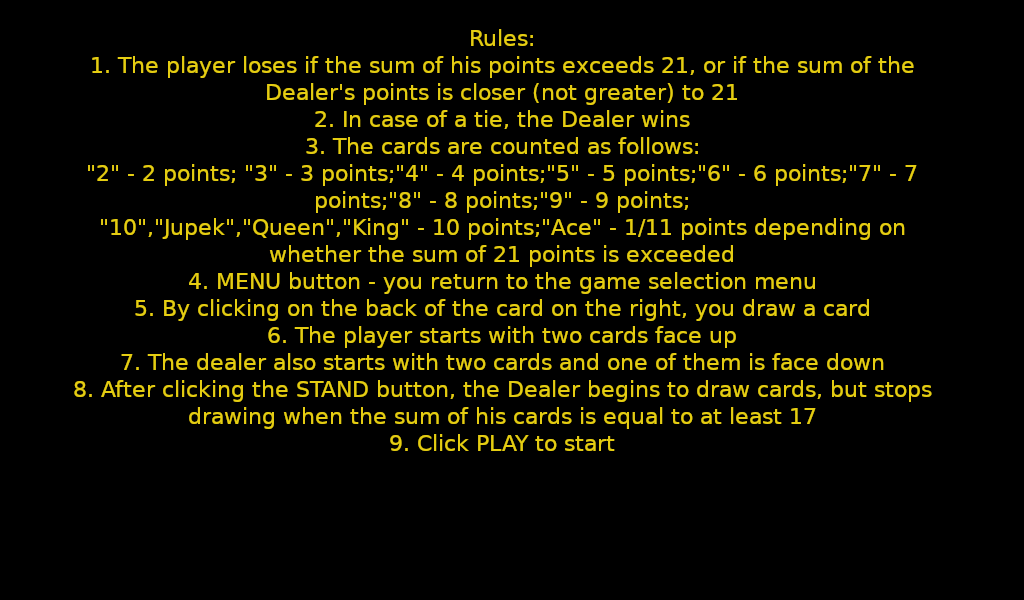 Rules:
1. The player loses if the sum of his points exceeds 21, or if the sum of the
Dealer's points is closer (not greater) to 21
2. In case of a tie, the Dealer wins
3. The cards are counted as follows:
"2" - 2 points; "3" - 3 points;"4" - 4 points;"5" - 5 points;"6" - 6 points;"7" - 7
points;"8" - 8 points;"9" - 9 points;
"10","Jupek","Queen","King" - 10 points;"Ace" - 1/11 points depending on
whether the sum of 21 points is exceeded
4. MENU button - you return to the game selection menu
5. By clicking on the back of the card on the right, you draw a card
6. The player starts with two cards face up
7. The dealer also starts with two cards and one of them is face down
8. After clicking the STAND button, the Dealer begins to draw cards, but stops
drawing when the sum of his cards is equal to at least 17
9. Click PLAY to start